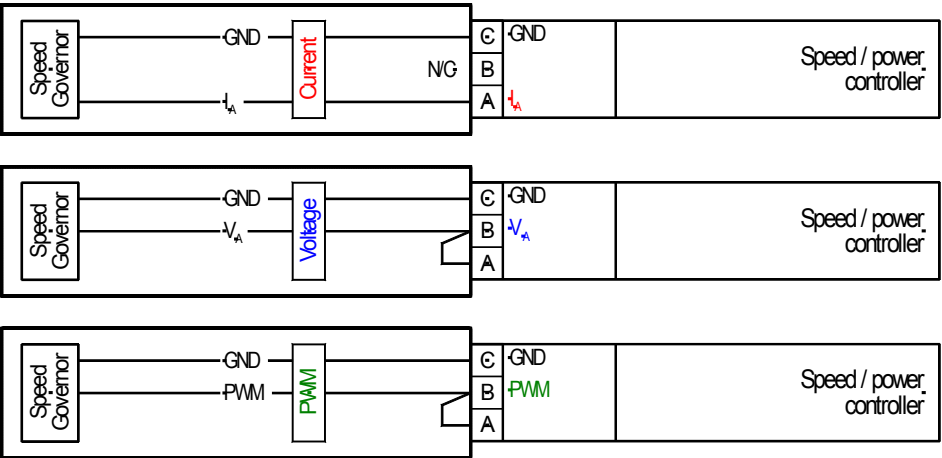 Speed
Governor
GND
Current
C
GND
N/C
B
I_A
A
I_A
Speed / power
controller
Speed
Governor
GND
V_A
Voltage
C
GND
B
V_A
A
Speed / power
controller
Speed
Governor
GND
PWM
PWM
C
GND
B
PWM
A
Speed / power
controller